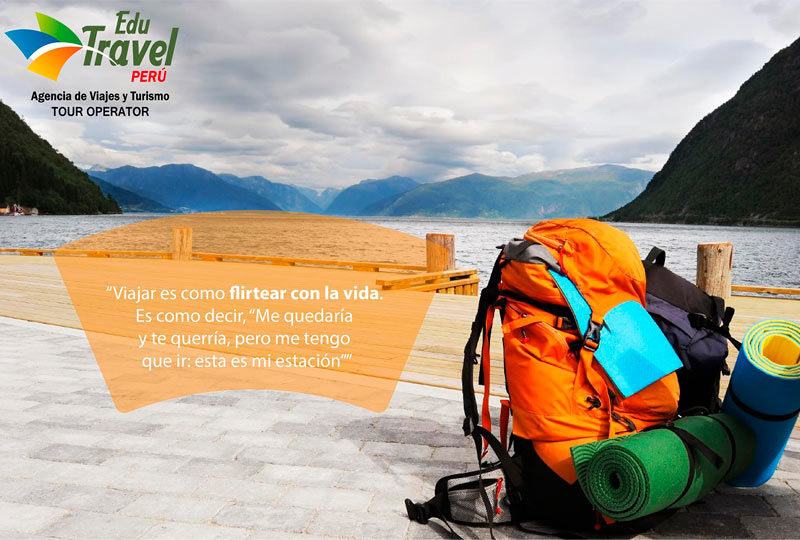 Edu
Travel
PERÚ
Agencia de Viajes y Turismo
TOUR OPERATOR
“Viajar es como flirtear con la vida.
Es como decir, “Me quedaría
y te querría, pero me tengo
que ir: esta es mi estación””